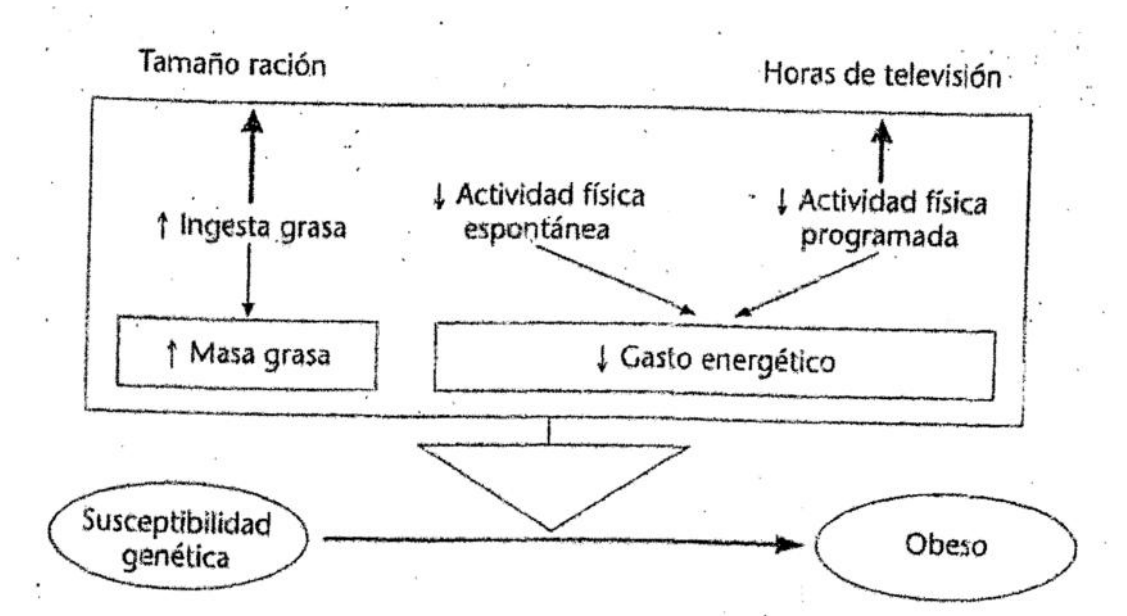 Tamaño ración
Horas de televisión
↑ Ingesta grasa
↓ Actividad física
espontánea
↓ Actividad física
programada
↑ Masa grasa
↓ Gasto energético
Susceptibilidad
genética
Obeso